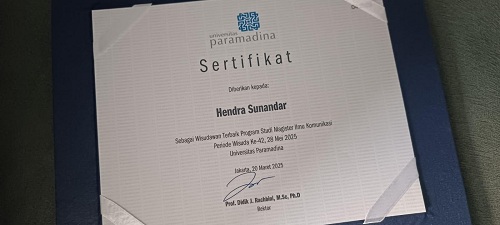 universitas
paramadina
Sertifikat
Diberikan kepada:
Hendra Sunandar
Sebagai Wisudawan Terbaik Program Studi Magister Ilmu Komunikasi
Periode Wisuda Ke-42, 28 Mei 2025
Universitas Paramadina
Jakarta, 28 Maret 2025
Prof. Didik J. Rachbini, M.Sc, Ph.D
Rektor